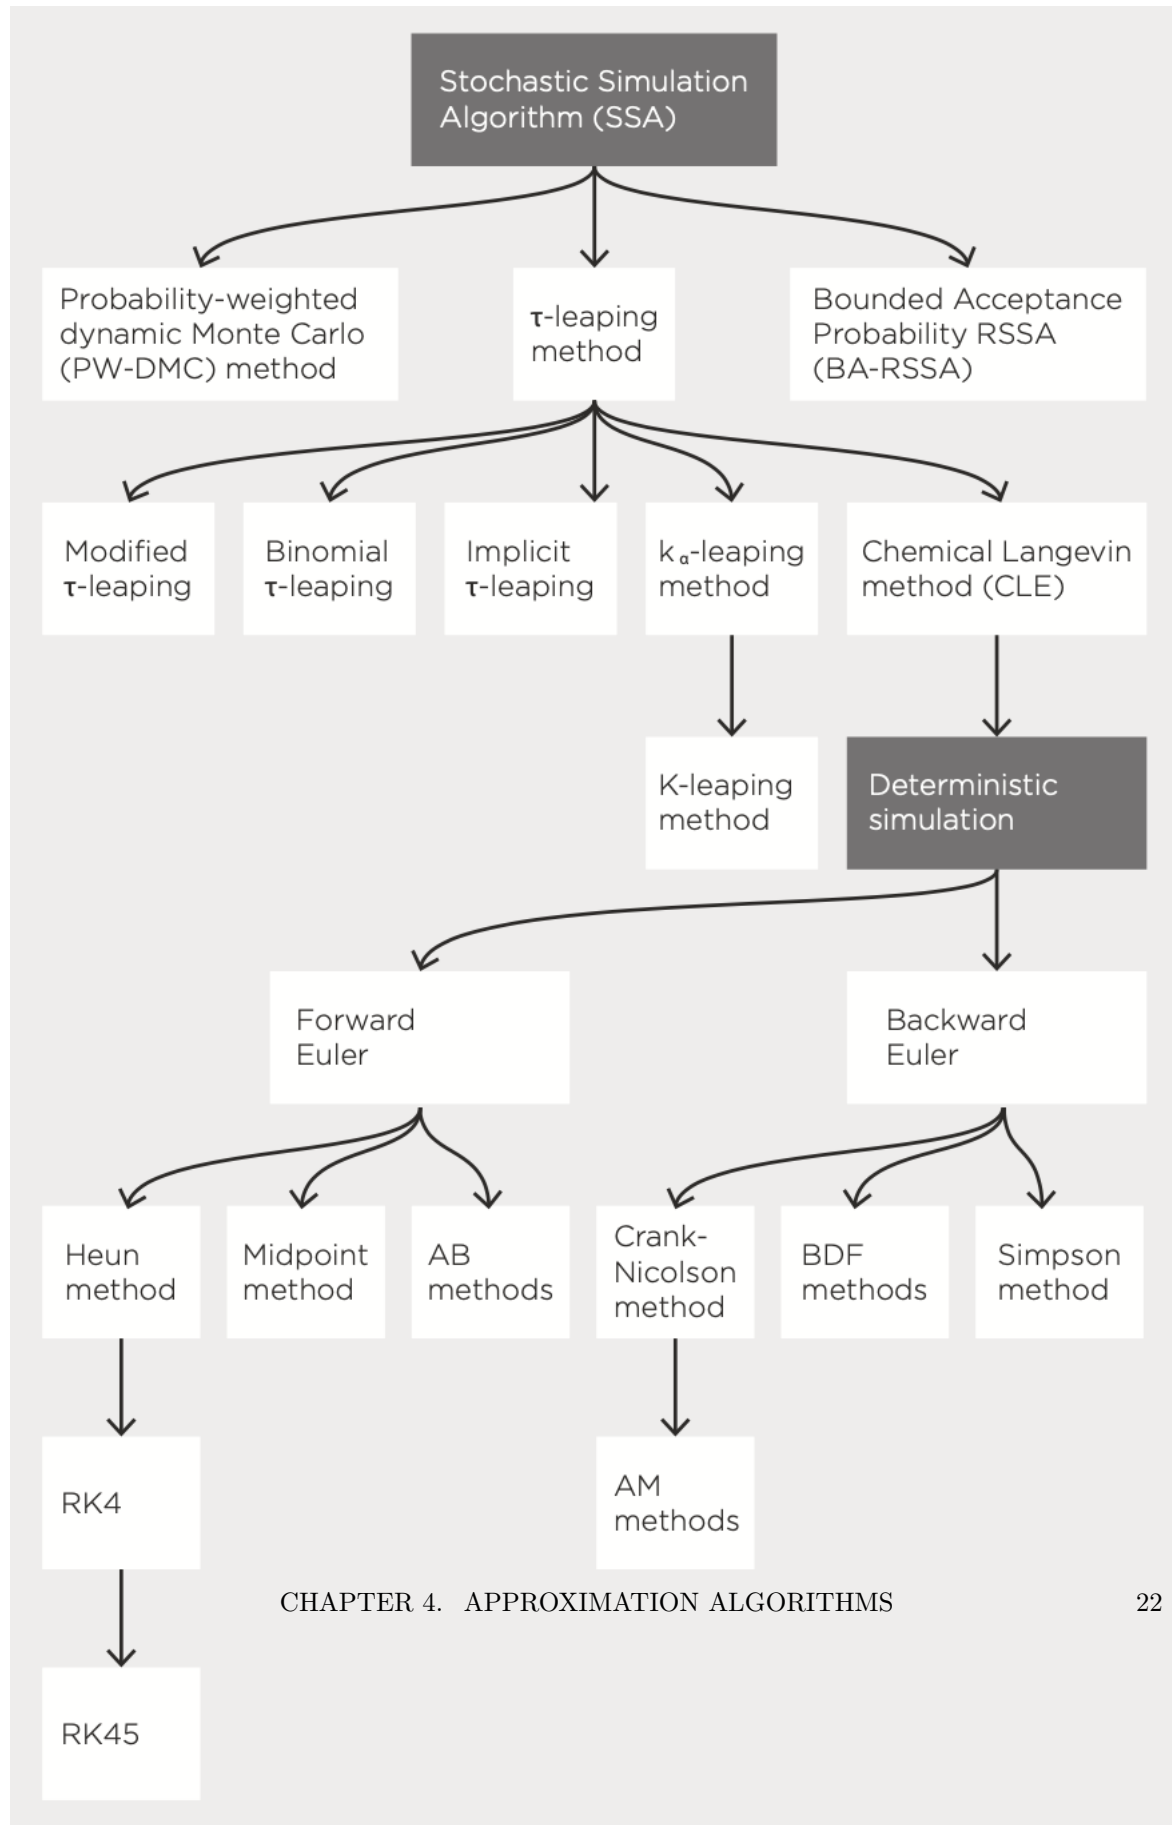 Stochastic Simulation
Algorithm (SSA)
Probability-weighted
dynamic Monte Carlo
(PW-DMC) method
τ-leaping
method
Bounded Acceptance
Probability RSSA
(BA-RSSA)
Modified
τ-leaping
Binomial
τ-leaping
Implicit
τ-leaping
k α-leaping
method
Chemical Langevin
method (CLE)
K-leaping
method
Deterministic
simulation
Forward
Euler
Backward
Euler
Heun
method
Midpoint
method
AB
methods
Crank-
Nicolson
method
BDF
methods
Simpson
method
RK4
AM
methods
CHAPTER 4. APPROXIMATION ALGORITHMS 22
RK45